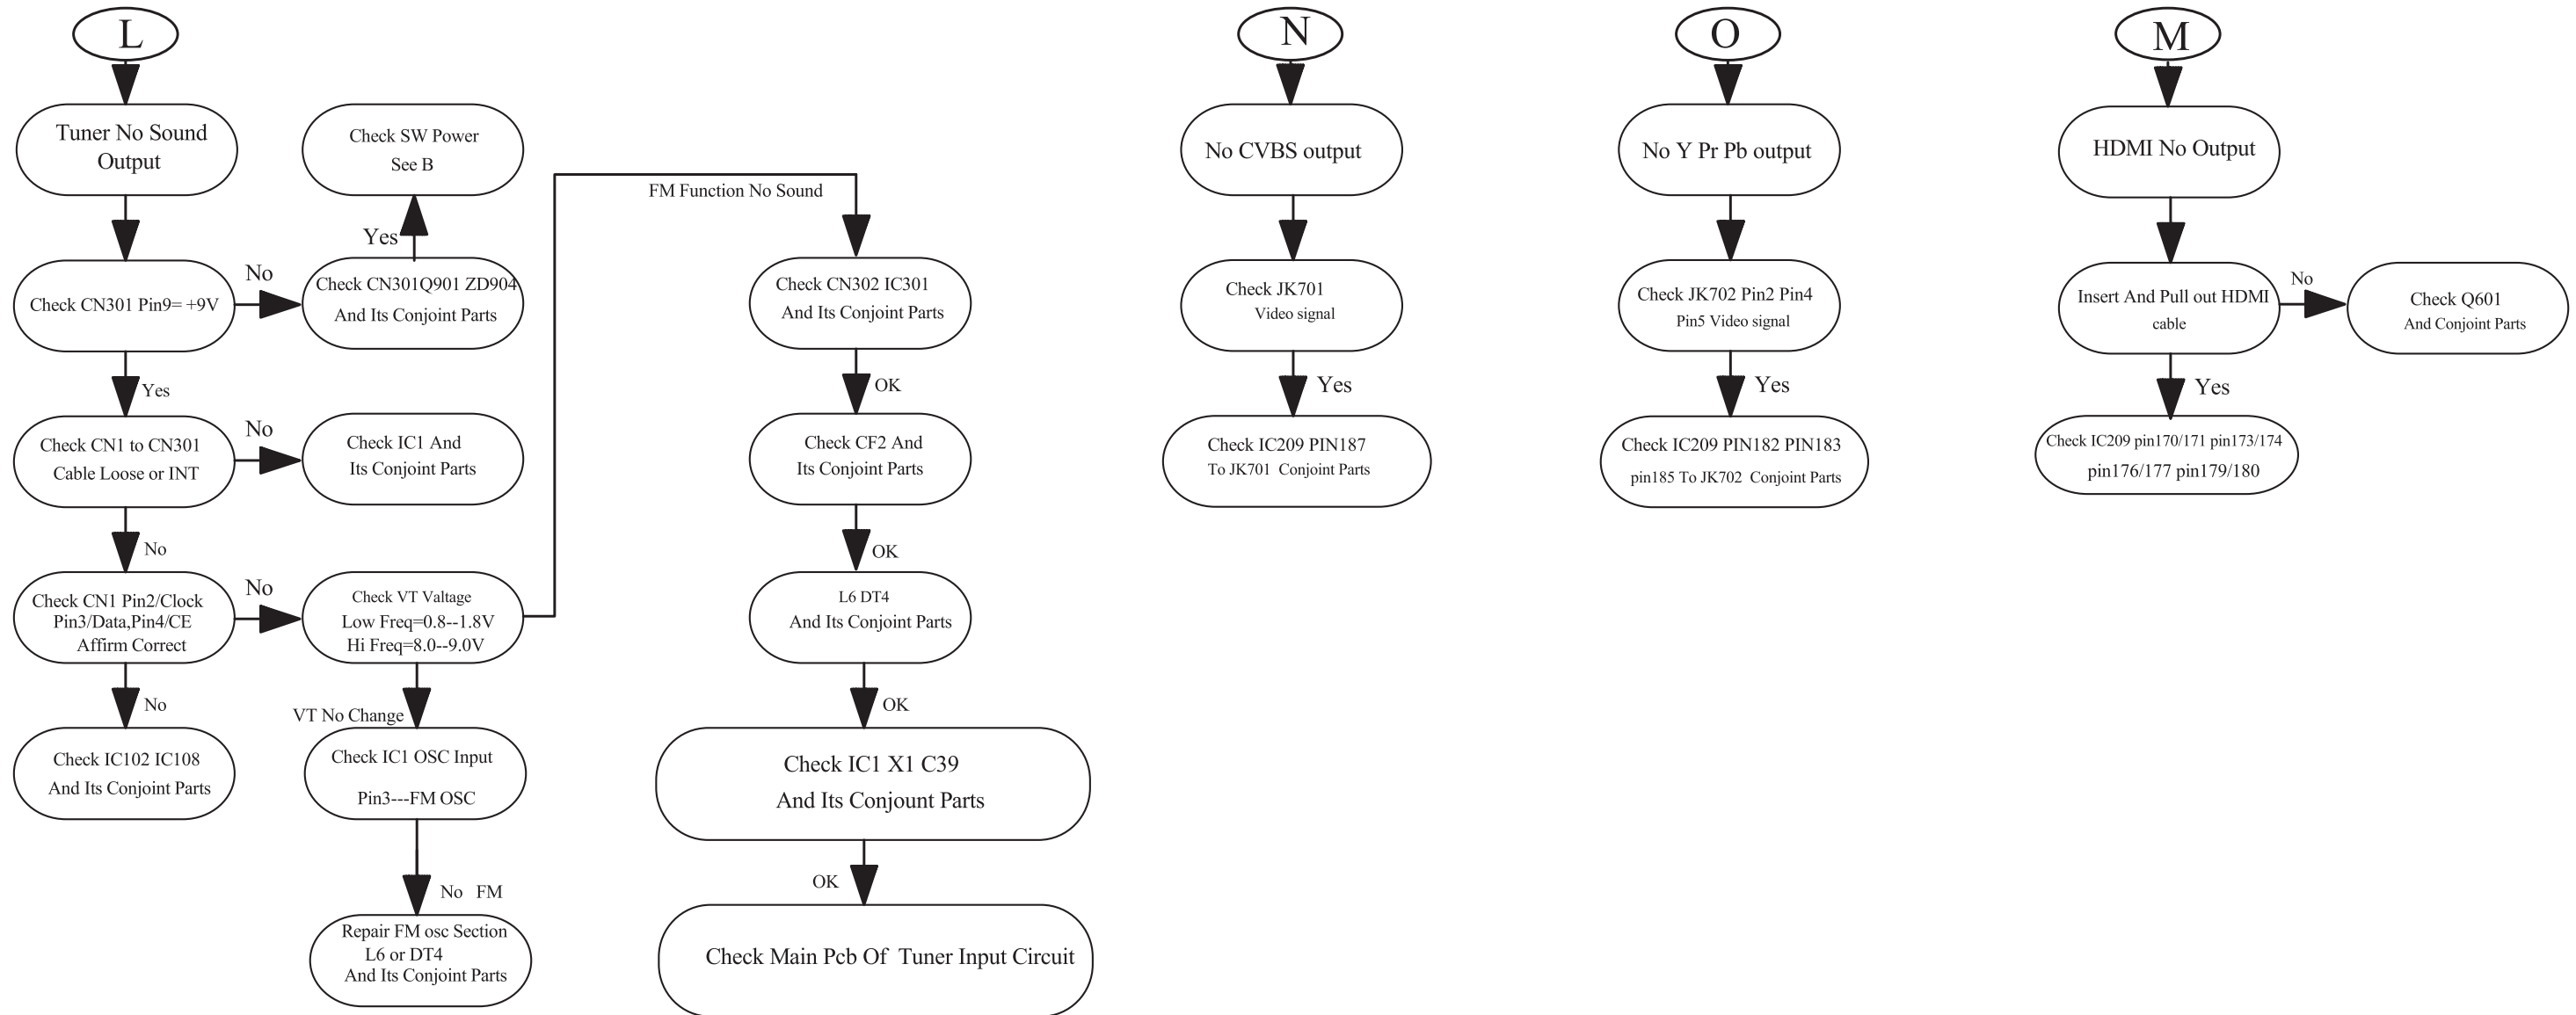 L
Tuner No Sound
Output
Check SW Power
See B
Yes
Check CN301 Pin9= +9V
No
Check CN301Q901 ZD904
And Its Conjoint Parts
Yes
Check CN1 to CN301
Cable Loose or INT
No
Check IC1 And
Its Conjoint Parts
No
Check CN1 Pin2/Clock
Pin3/Data,Pin4/CE
Affirm Correct
No
Check VT Valtage
Low Freq=0.8--1.8V
Hi Freq=8.0--9.0V
No
Check IC102 IC108
And Its Conjoint Parts
VT No Change
Check IC1 OSC Input
Pin3---FM OSC
No FM
Repair FM osc Section
L6 or DT4
And Its Conjoint Parts
FM Function No Sound
Check CN302 IC301
And Its Conjoint Parts
OK
Check CF2 And
Its Conjoint Parts
OK
L6 DT4
And Its Conjoint Parts
OK
Check IC1 X1 C39
And Its Conjount Parts
OK
Check Main Pcb Of Tuner Input Circuit
N
No CVBS output
Check JK701
Video signal
Yes
Check IC209 PIN187
To JK701 Conjoint Parts
O
No Y Pr Pb output
Check JK702 Pin2 Pin4
Pin5 Video signal
Yes
Check IC209 PIN182 PIN183
pin185 To JK702 Conjoint Parts
M
HDMI No Output
Insert And Pull out HDMI
cable
No
Check Q601
And Conjoint Parts
Yes
Check IC209 pin170/171 pin173/174
pin176/177 pin179/180